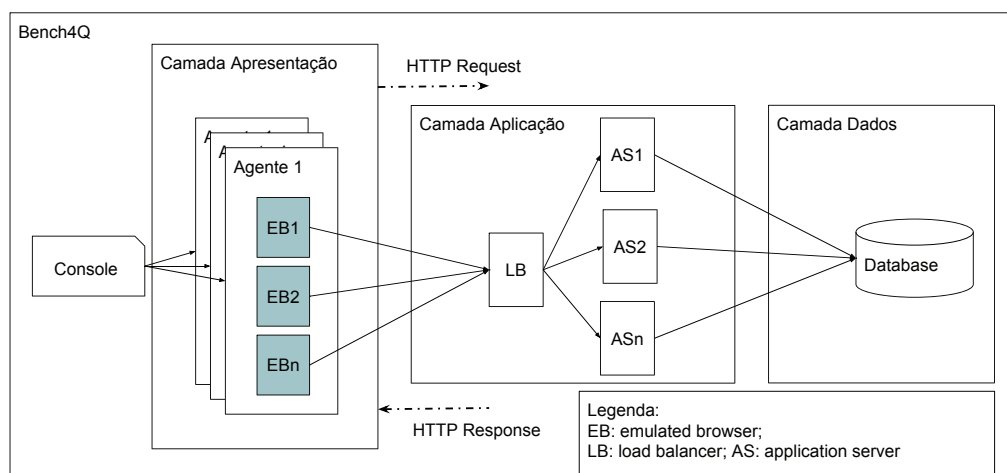 Bench4Q
Camada Apresentação
HTTP Request
Camada Aplicação
Camada Dados
Agente 1
EB1
EB2
EBn
Console
LB
AS1
AS2
ASn
Database
HTTP Response
Legenda:
EB: emulated browser;
LB: load balancer; AS: application server